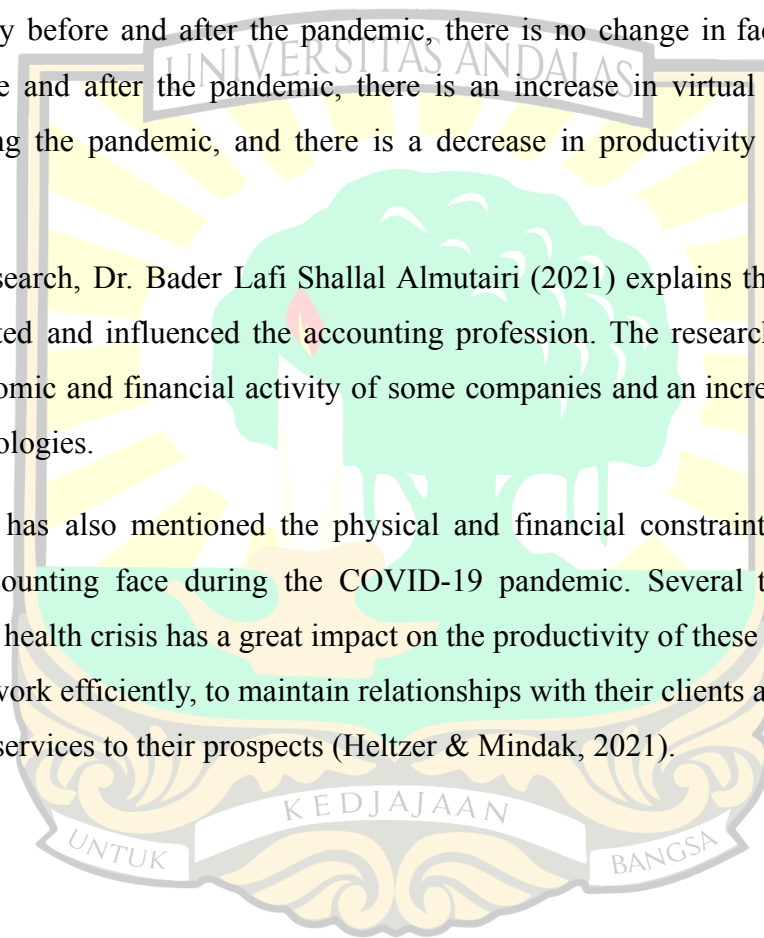 y before and after the pandemic, there is no change in fac
UNIVERSITAS ANDALAS
e and after the pandemic, there is an increase in virtual
ng the pandemic, and there is a decrease in productivity
search, Dr. Bader Lafi Shallal Almutairi (2021) explains th
ted and influenced the accounting profession. The research
omic and financial activity of some companies and an incre
ologies.
has also mentioned the physical and financial constraint
counting face during the COVID-19 pandemic. Several t
health crisis has a great impact on the productivity of these
work efficiently, to maintain relationships with their clients a
services to their prospects (Heltzer & Mindak, 2021).
KEDJAJAAN
UNTUK
BANGSA